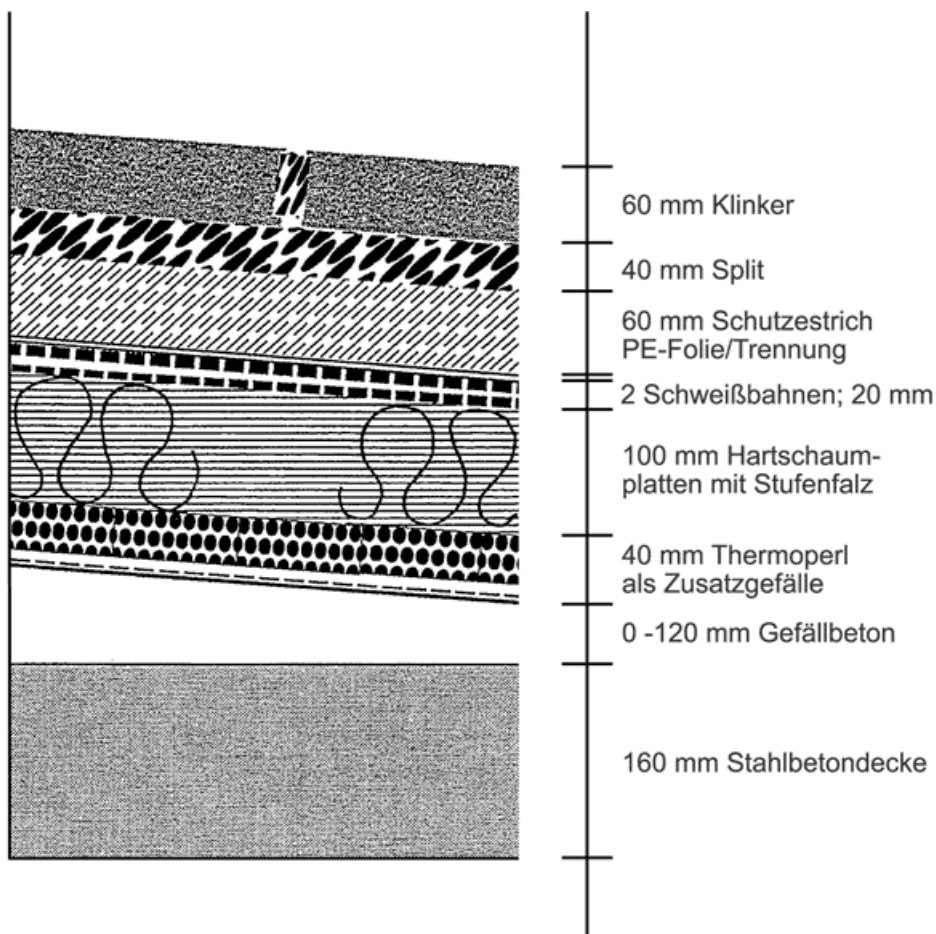 60 mm Klinker
40 mm Split
60 mm Schutzestrich
PE-Folie/Trennung
2 Schweißbahnen; 20 mm
100 mm Hartschaum-
platten mit Stufenfalz
40 mm Thermoperl
als Zusatzgefälle
0 -120 mm Gefällbeton
160 mm Stahlbetondecke